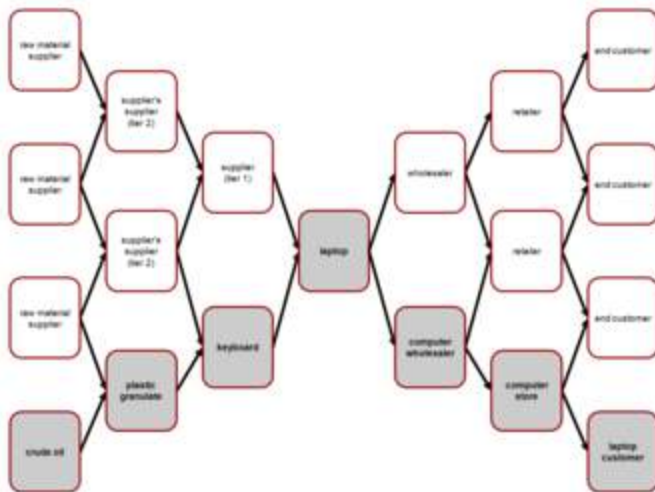 raw material
supplier
raw material
supplier
raw material
supplier
crude oil
supplier's
supplier
(tier 2)
supplier's
supplier
(tier 2)
plastic
granulate
supplier
(tier 1)
keyboard
laptop
wholesaler
computer
wholesaler
retailer
retailer
computer
store
end customer
end customer
end customer
laptop
customer